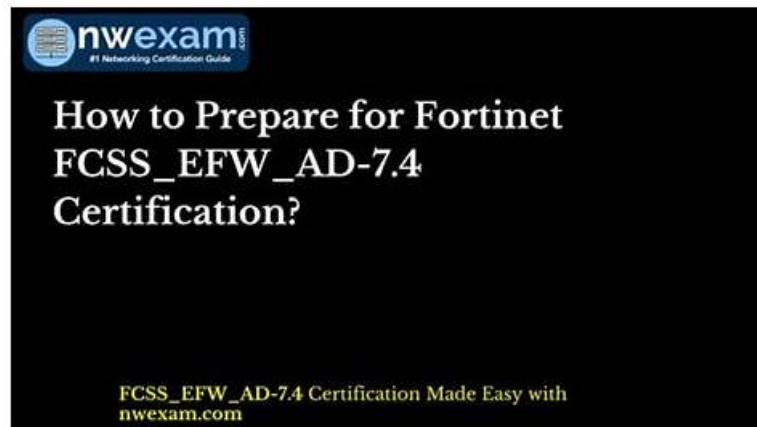 nwexam.com
#1 Networking Certification Guide
How to Prepare for Fortinet
FCSS_EFW_AD-7.4
Certification?
FCSS_EFW_AD-7.4 Certification Made Easy with
nwexam.com